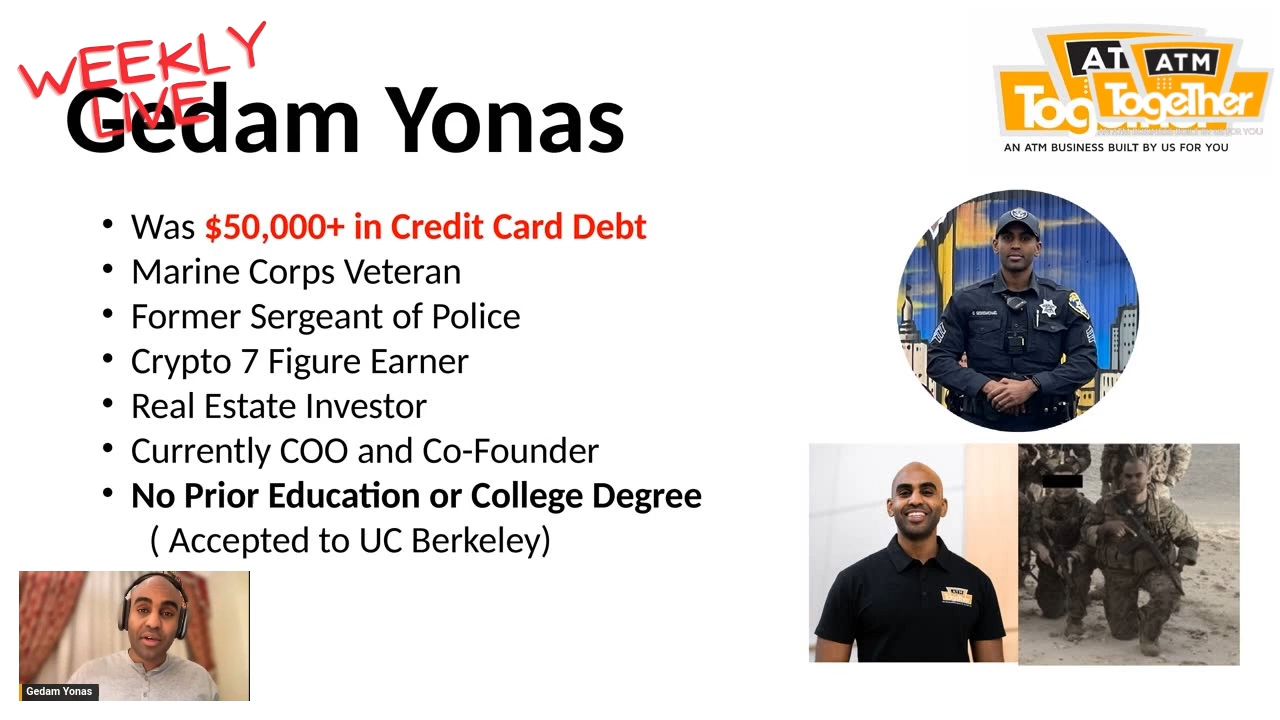 WEEKLY
LIVE
Gedam Yonas
• Was $50,000+ in Credit Card Debt
• Marine Corps Veteran
• Former Sergeant of Police
• Crypto 7 Figure Earner
• Real Estate Investor
• Currently COO and Co-Founder
• No Prior Education or College Degree
( Accepted to UC Berkeley)
ATM
TogeTher
AN ATM BUSINESS BUILT BY US FOR YOU
ATM
Gedam Yonas